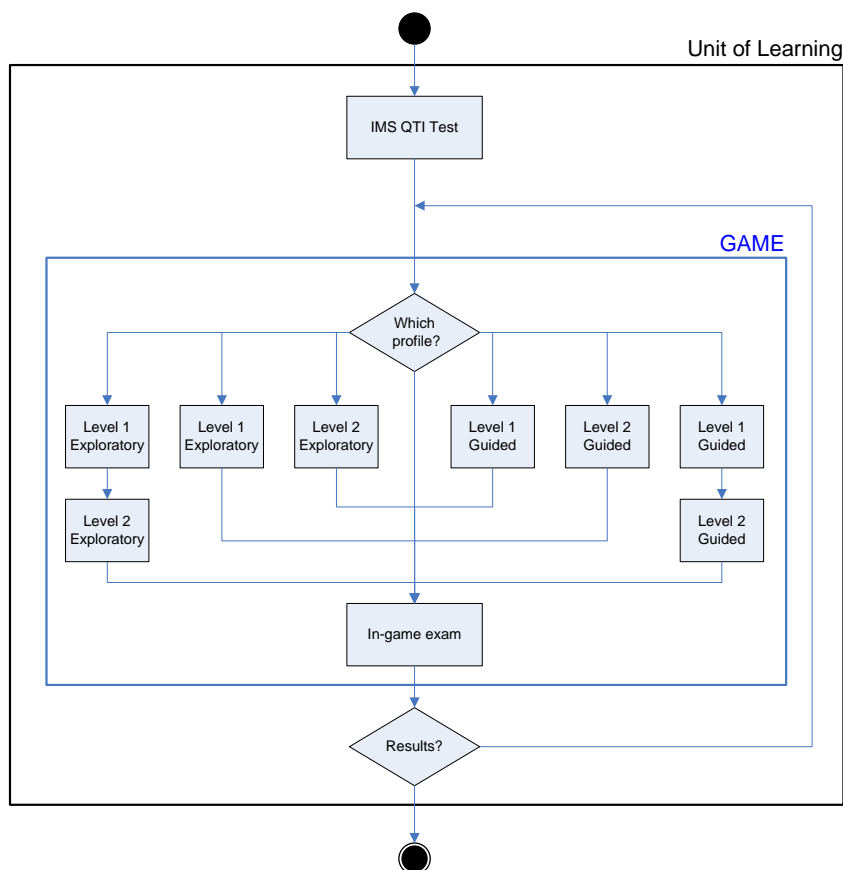 Unit of Learning
IMS QTI Test
GAME
Which
profile?
Level 1
Exploratory
Level 1
Exploratory
Level 2
Exploratory
Level 1
Guided
Level 2
Guided
Level 1
Guided
Level 2
Exploratory
Level 2
Guided
In-game exam
Results?